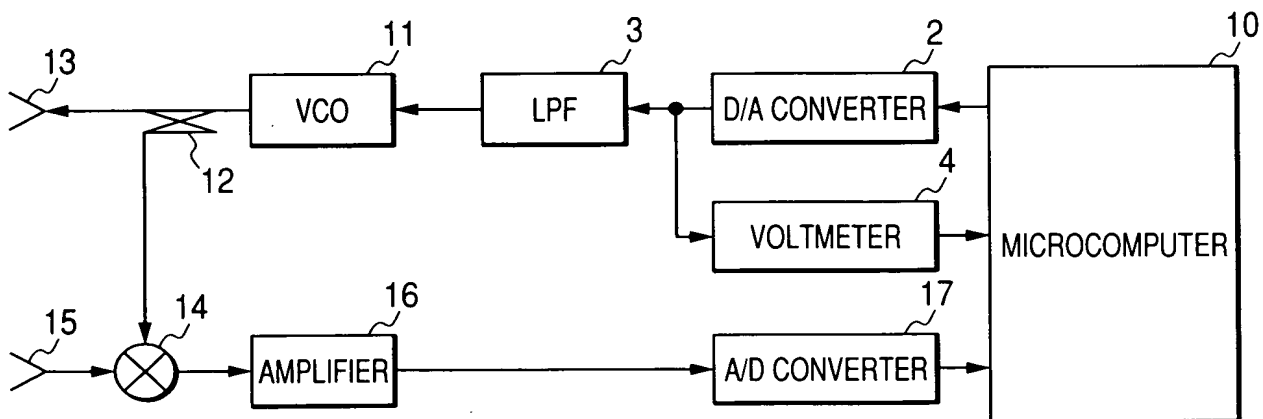 13
11
3
2
10
VCO
LPF
D/A CONVERTER
12
4
VOLTMETER
MICROCOMPUTER
15
14
16
17
AMPLIFIER
A/D CONVERTER